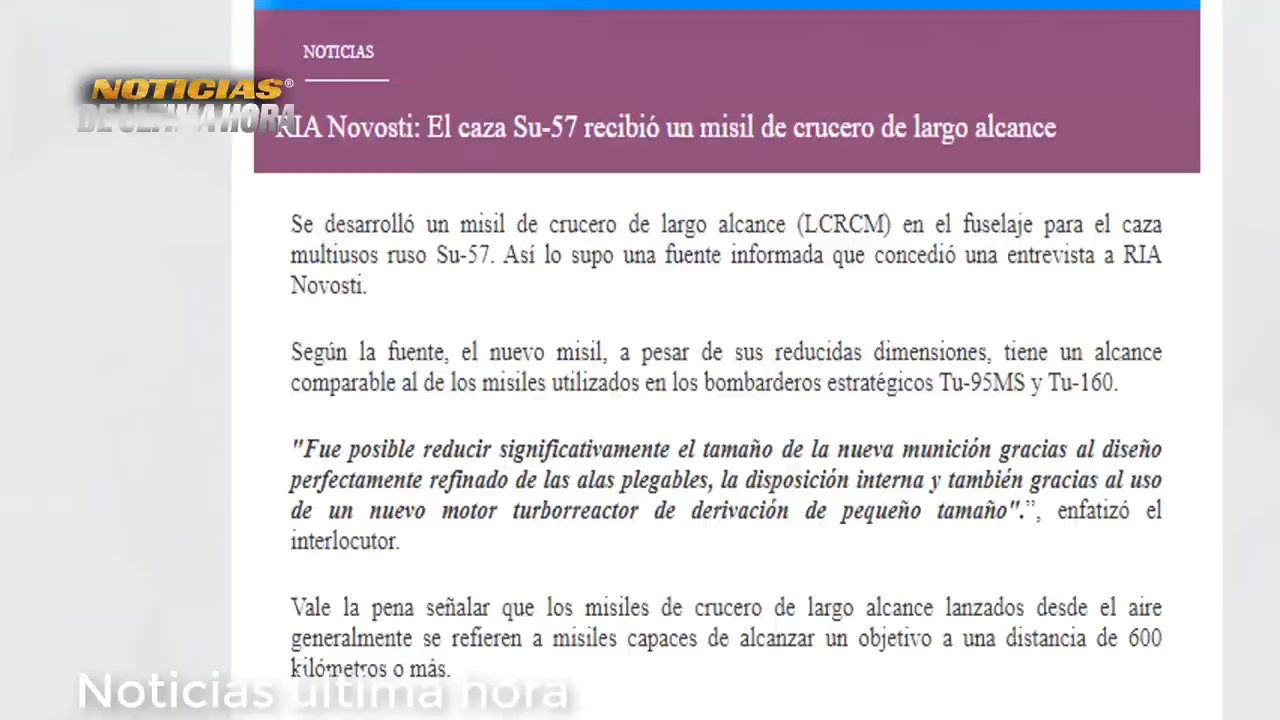 NOTICIAS
NOTICIAS®
DE ÚLTIMA HORA
RIA Novosti: El caza Su-57 recibió un misil de crucero de largo alcance
Se desarrolló un misil de crucero de largo alcance (LCRCM) en el fuselaje para el caza
multiusos ruso Su-57. Así lo supo una fuente informada que concedió una entrevista a RIA
Novosti.
Según la fuente, el nuevo misil, a pesar de sus reducidas dimensiones, tiene un alcance
comparable al de los misiles utilizados en los bombarderos estratégicos Tu-95MS y Tu-160.
"Fue posible reducir significativamente el tamaño de la nueva munición gracias al diseño
perfectamente refinado de las alas plegables, la disposición interna y también gracias al uso
de un nuevo motor turborreactor de derivación de pequeño tamaño".”, enfatizó el
interlocutor.
Vale la pena señalar que los misiles de crucero de largo alcance lanzados desde el aire
generalmente se refieren a misiles capaces de alcanzar un objetivo a una distancia de 600
kilómetros o más.
Noticias última hora